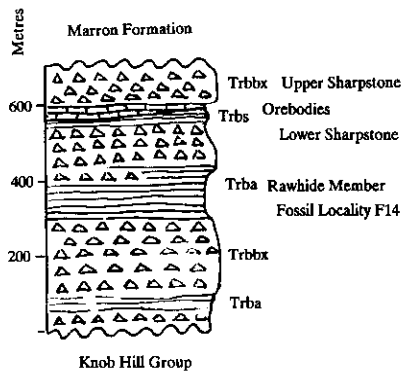 Metres
Marron Formation
Trbbx Upper Sharpstone
600
Orebodies
Trbs
Lower Sharpstone
400
Trba Rawhide Member
Fossil Locality F14
200
Trbbx
Trba
Knob Hill Group